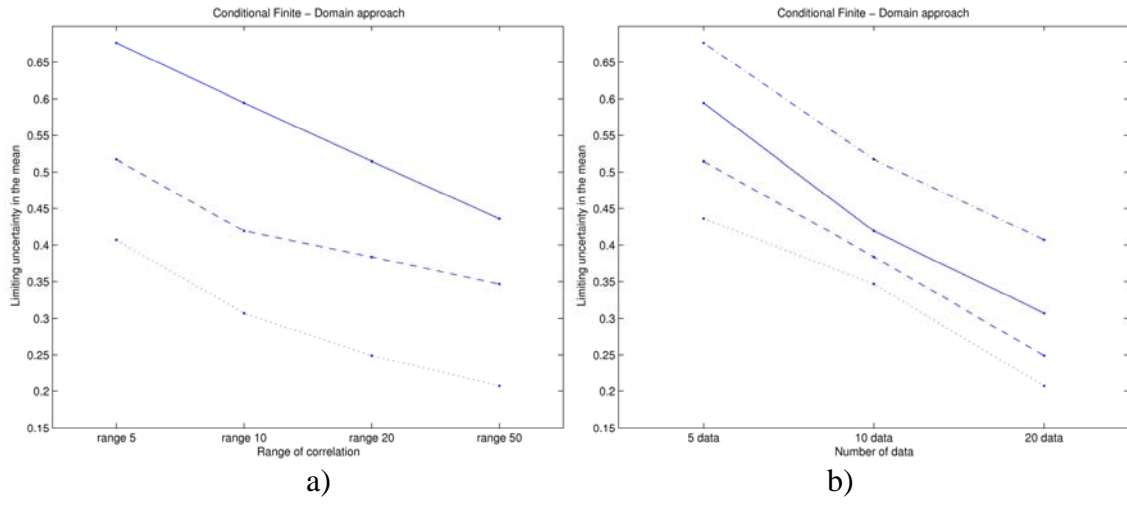 Conditional Finite – Domain approach
Limiting uncertainty in the mean
0.65
0.6
0.55
0.5
0.45
0.4
0.35
0.3
0.25
0.2
0.15
range 5
range 10
range 20
range 50
Range of correlation
a)
Conditional Finite – Domain approach
Limiting uncertainty in the mean
0.65
0.6
0.55
0.5
0.45
0.4
0.35
0.3
0.25
0.2
0.15
5 data
10 data
20 data
Number of data
b)